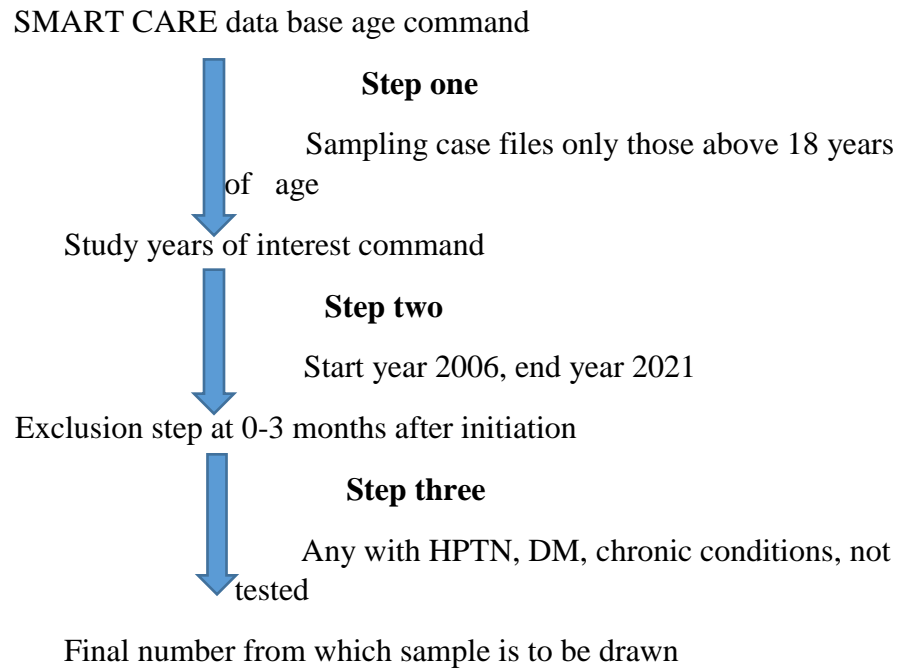 SMART CARE data base age command
Step one
Sampling case files only those above 18 years
of age
Study years of interest command
Step two
Start year 2006, end year 2021
Exclusion step at 0-3 months after initiation
Step three
Any with HPTN, DM, chronic conditions, not
tested
Final number from which sample is to be drawn